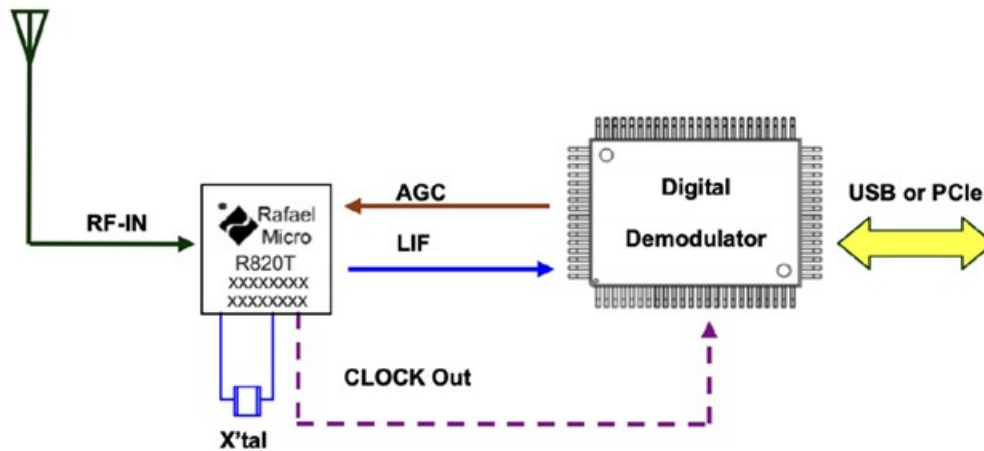 RF-IN
Rafael
Micro
R820T
XXXXXXXX
XXXXXXXX
X'tal
AGC
LIF
CLOCK Out
Digital
Demodulator
USB or PCIe